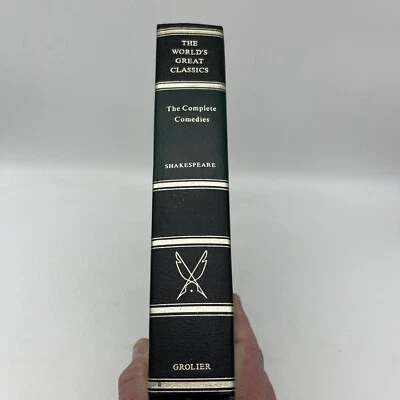 THE
WORLD'S
GREAT
CLASSICS
The Complete
Comedies
SHAKESPEARE
GROLIER